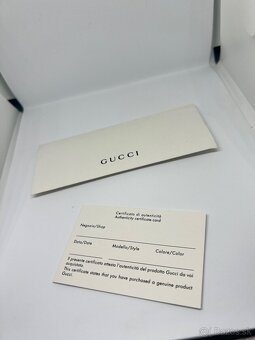 GUCCI
Certificato di autenticità
Authenticity certificate card
Negozio/Shop
Data/Date Modello/Style Colore/Color
Il presente certificato attesta l'autenticità del prodotto Gucci da voi
acquistato.
This certificate states that you have purchased a genuine product
Gucci.